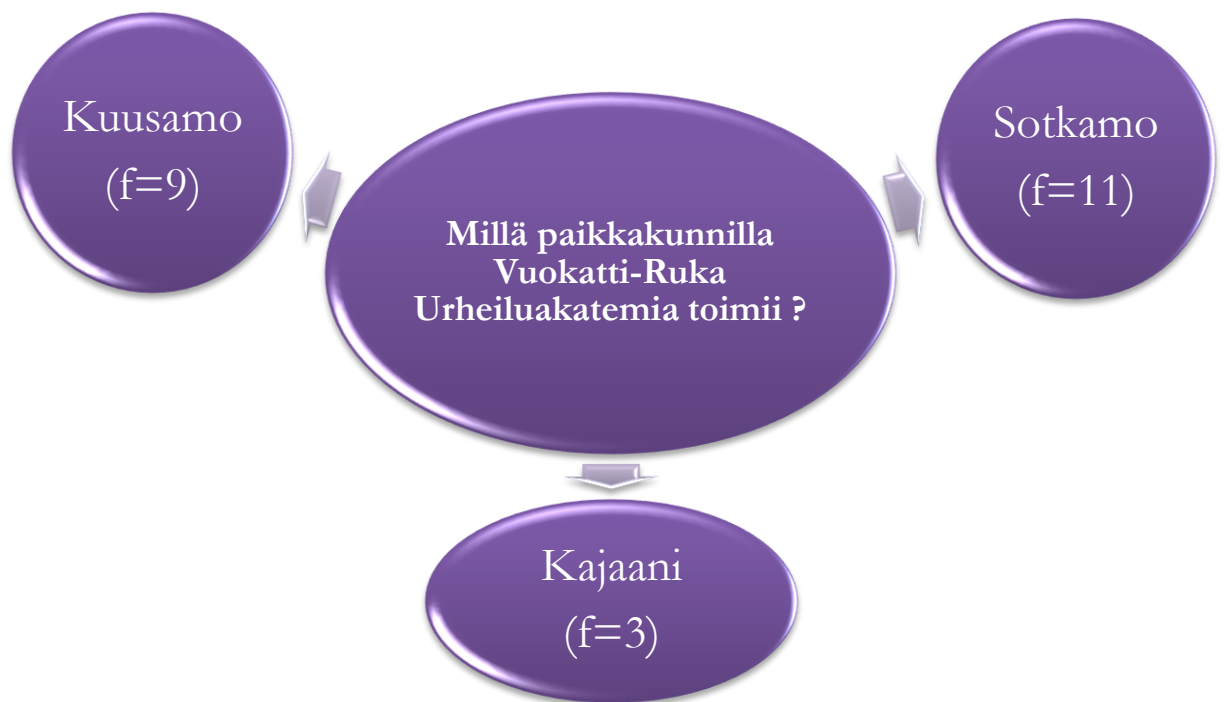 Kuusamo
(f=9)
Sotkamo
(f=11)
Millä paikkakunnilla
Vuokatti-Ruka
Urheiluakatemia toimii ?
Kajaani
(f=3)